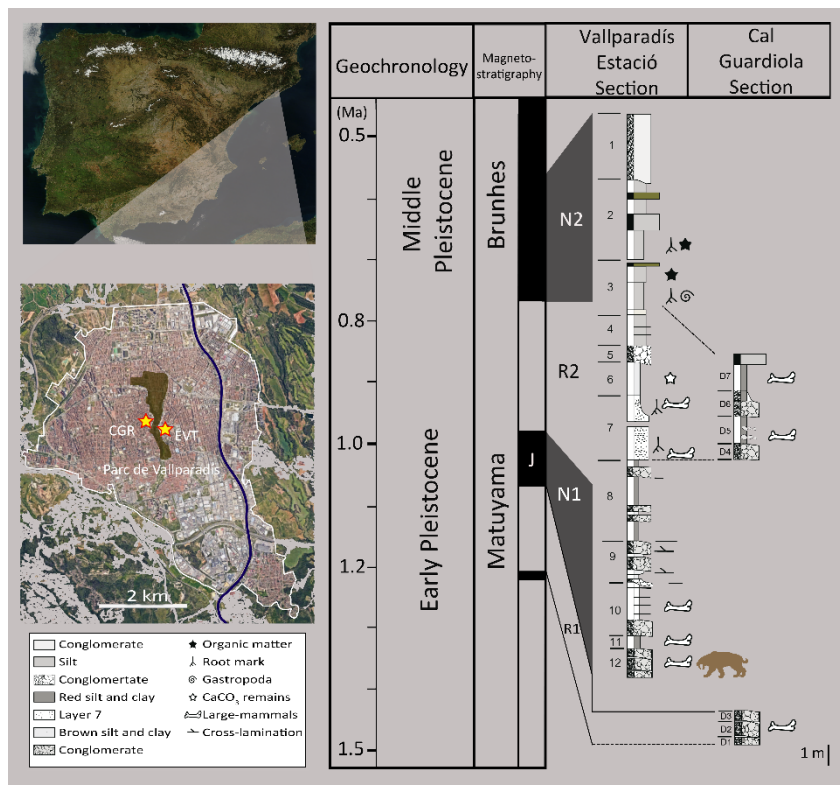 Geochronology
Magneto-
stratigraphy
Vallparadís
Estació
Section
Cal
Guardiola
Section
(Ma)
0.5
0.8
1.0
1.2
1.5
Middle
Pleistocene
Early Pleistocene
Brunhes
Matuyama
J
N2
R2
N1
R1
1
2
3
4
5
6
7
8
9
10
11
12
D7
D6
D5
D4
D3
D2
D1
1 m
CGR
EVT
Parc de Vallparadís
2 km
Conglomerate
Silt
Conglomertate
Red silt and clay
Layer 7
Brown silt and clay
Conglomerate
Organic matter
Root mark
Gastropoda
CaCO3 remains
Large-mammals
Cross-lamination